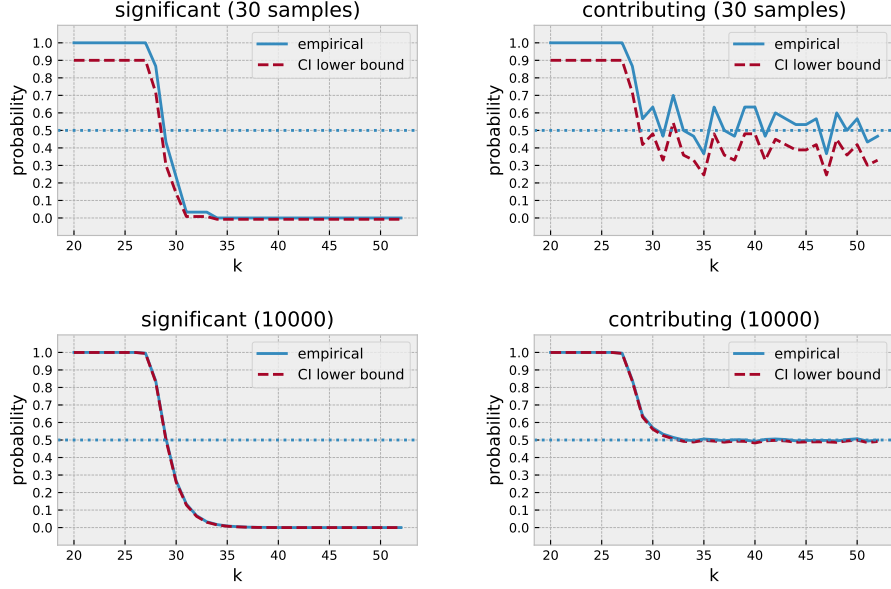 significant (30 samples)
probability
1.0
0.9
0.8
0.7
0.6
0.5
0.4
0.3
0.2
0.1
0.0
empirical
CI lower bound
20 25 30 35 40 45 50
k
contributing (30 samples)
probability
1.0
0.9
0.8
0.7
0.6
0.5
0.4
0.3
0.2
0.1
0.0
empirical
CI lower bound
20 25 30 35 40 45 50
k
significant (10000)
probability
1.0
0.9
0.8
0.7
0.6
0.5
0.4
0.3
0.2
0.1
0.0
empirical
CI lower bound
20 25 30 35 40 45 50
k
contributing (10000)
probability
1.0
0.9
0.8
0.7
0.6
0.5
0.4
0.3
0.2
0.1
0.0
empirical
CI lower bound
20 25 30 35 40 45 50
k